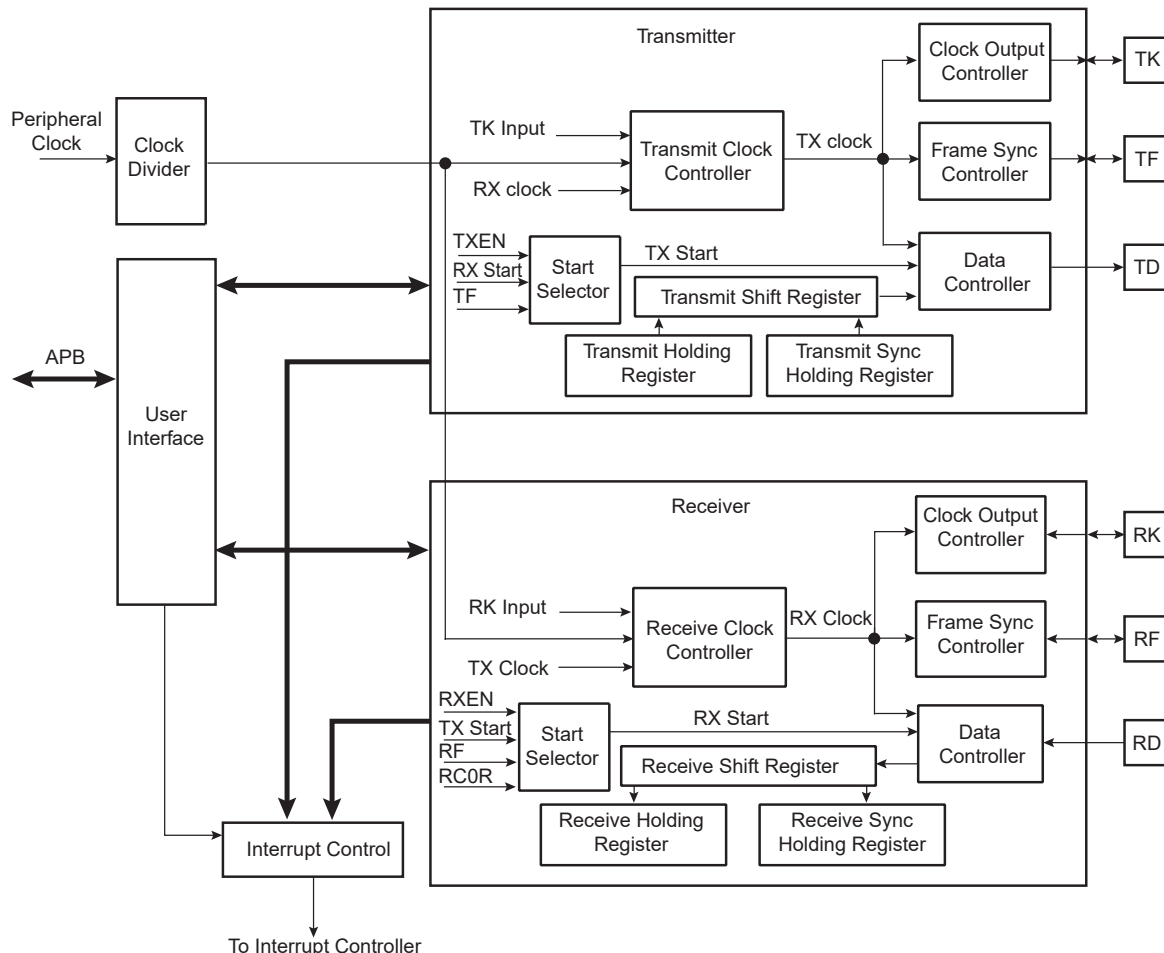 Transmitter
Clock Output
Controller
TK
Peripheral
Clock
Clock
Divider
TK Input
Transmit Clock
Controller
RX clock
TX clock
Frame Sync
Controller
TF
TXEN
RX Start
TF
Start
Selector
TX Start
Data
Controller
TD
Transmit Shift Register
Transmit Holding
Register
Transmit Sync
Holding Register
APB
User
Interface
Receiver
Clock Output
Controller
RK
RK Input
Receive Clock
Controller
TX Clock
RX Clock
Frame Sync
Controller
RF
RXEN
TX Start
RF
RC0R
Start
Selector
RX Start
Data
Controller
RD
Receive Shift Register
Receive Holding
Register
Receive Sync
Holding Register
Interrupt Control
To Interrupt Controller